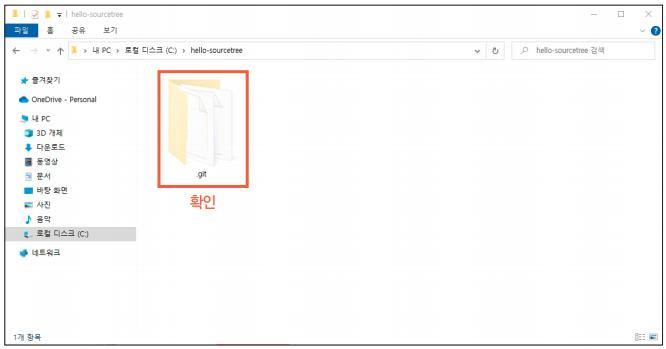 hello-sourcetree
파일 홈 공유 보기
내 PC > 로컬 디스크 (C:) > hello-sourcetree
hello-sourcetree 검색
즐겨찾기
OneDrive - Personal
내 PC
3D 개체
다운로드
동영상
문서
바탕 화면
사진
음악
로컬 디스크 (C:)
네트워크
.git
확인
1개 항목